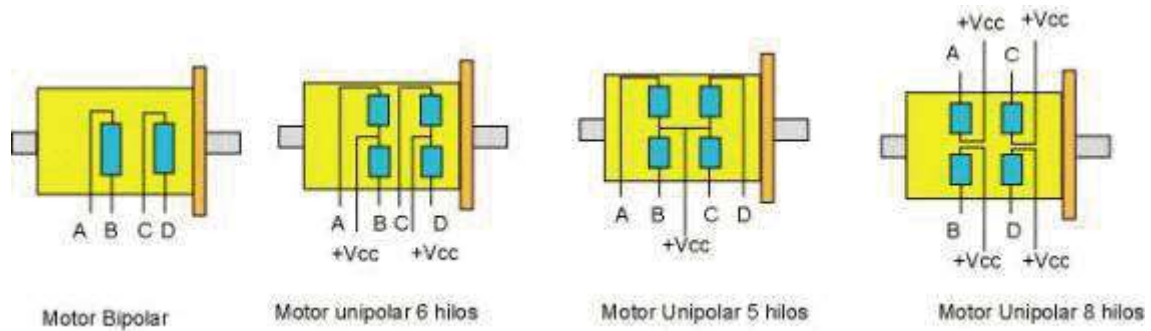 A B C D
Motor Bipolar
A B C D
+Vcc +Vcc
Motor unipolar 6 hilos
A B C D
+Vcc
Motor Unipolar 5 hilos
+Vcc +Vcc
A C
B D
+Vcc +Vcc
Motor Unipolar 8 hilos